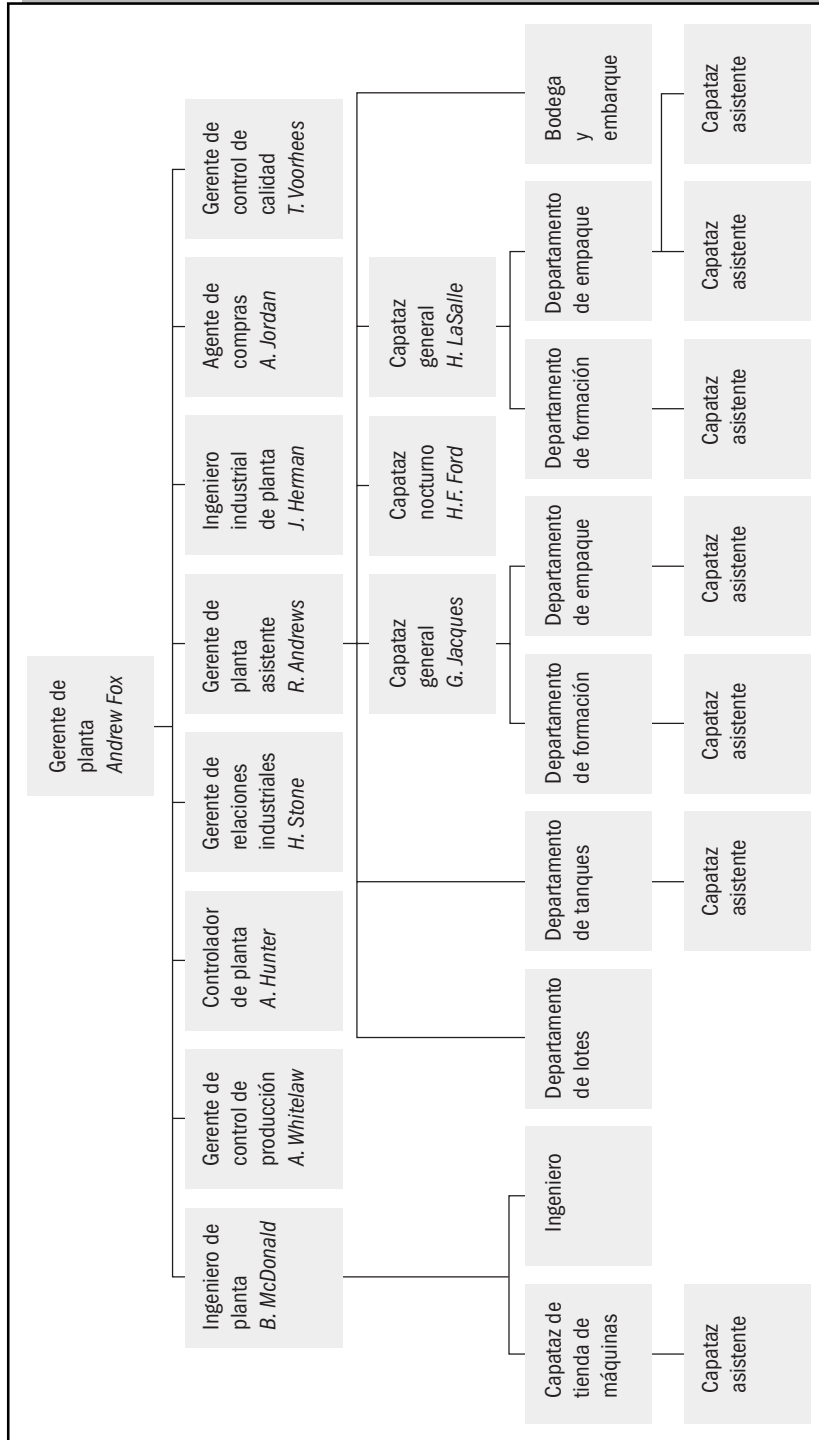 Gerente de
planta
Andrew Fox
Ingeniero de
planta
B. McDonald
Gerente de
control de
producción
A. Whitelaw
Controlador
de planta
A. Hunter
Gerente de
relaciones
industriales
H. Stone
Gerente de
planta
asistente
R. Andrews
Ingeniero
industrial
de planta
J. Herman
Agente de
compras
A. Jordan
Gerente de
control de
calidad
T. Voorhees
Capataz
general
G. Jacques
Capataz
nocturno
H.F. Ford
Capataz
general
H. LaSalle
Capataz de
tienda de
máquinas
Ingeniero
Departamento
de lotes
Departamento
de tanques
Departamento
de formación
Departamento
de empaque
Departamento
de formación
Departamento
de empaque
Bodega
y
embarque
Capataz
asistente
Capataz
asistente
Capataz
asistente
Capataz
asistente
Capataz
asistente
Capataz
asistente
Capataz
asistente